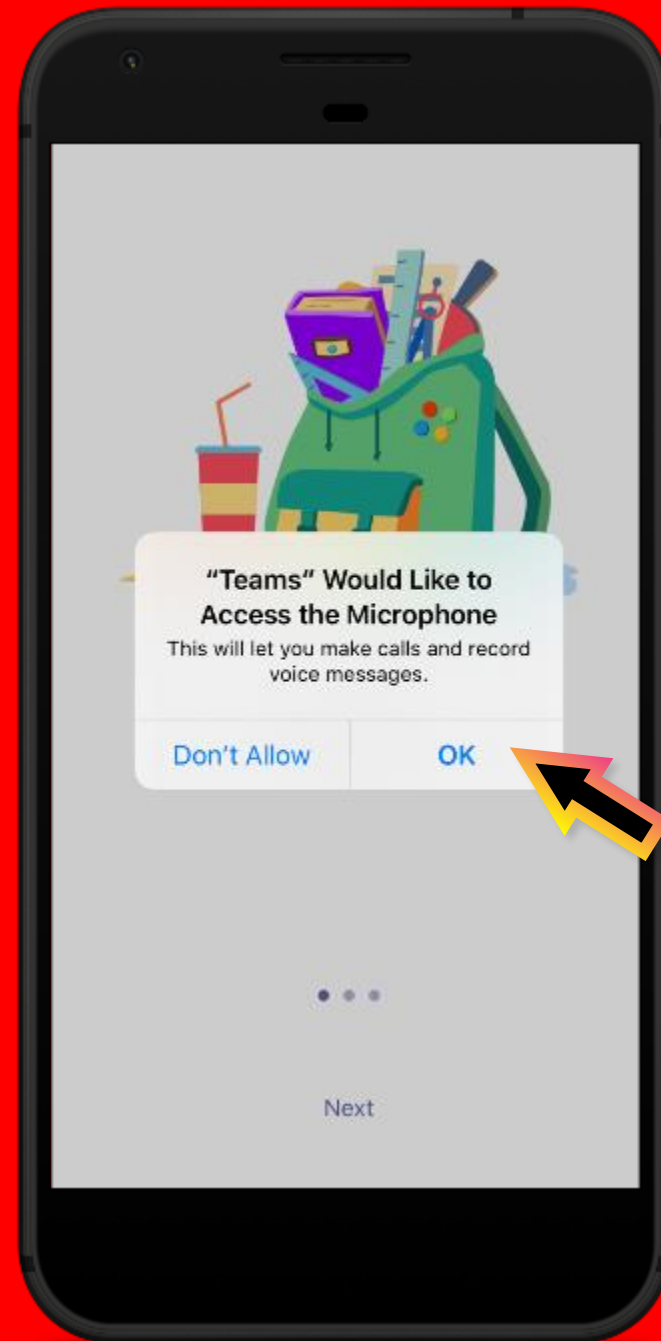 “Teams” Would Like to
Access the Microphone
This will let you make calls and record
voice messages.
Don't Allow
OK
Next